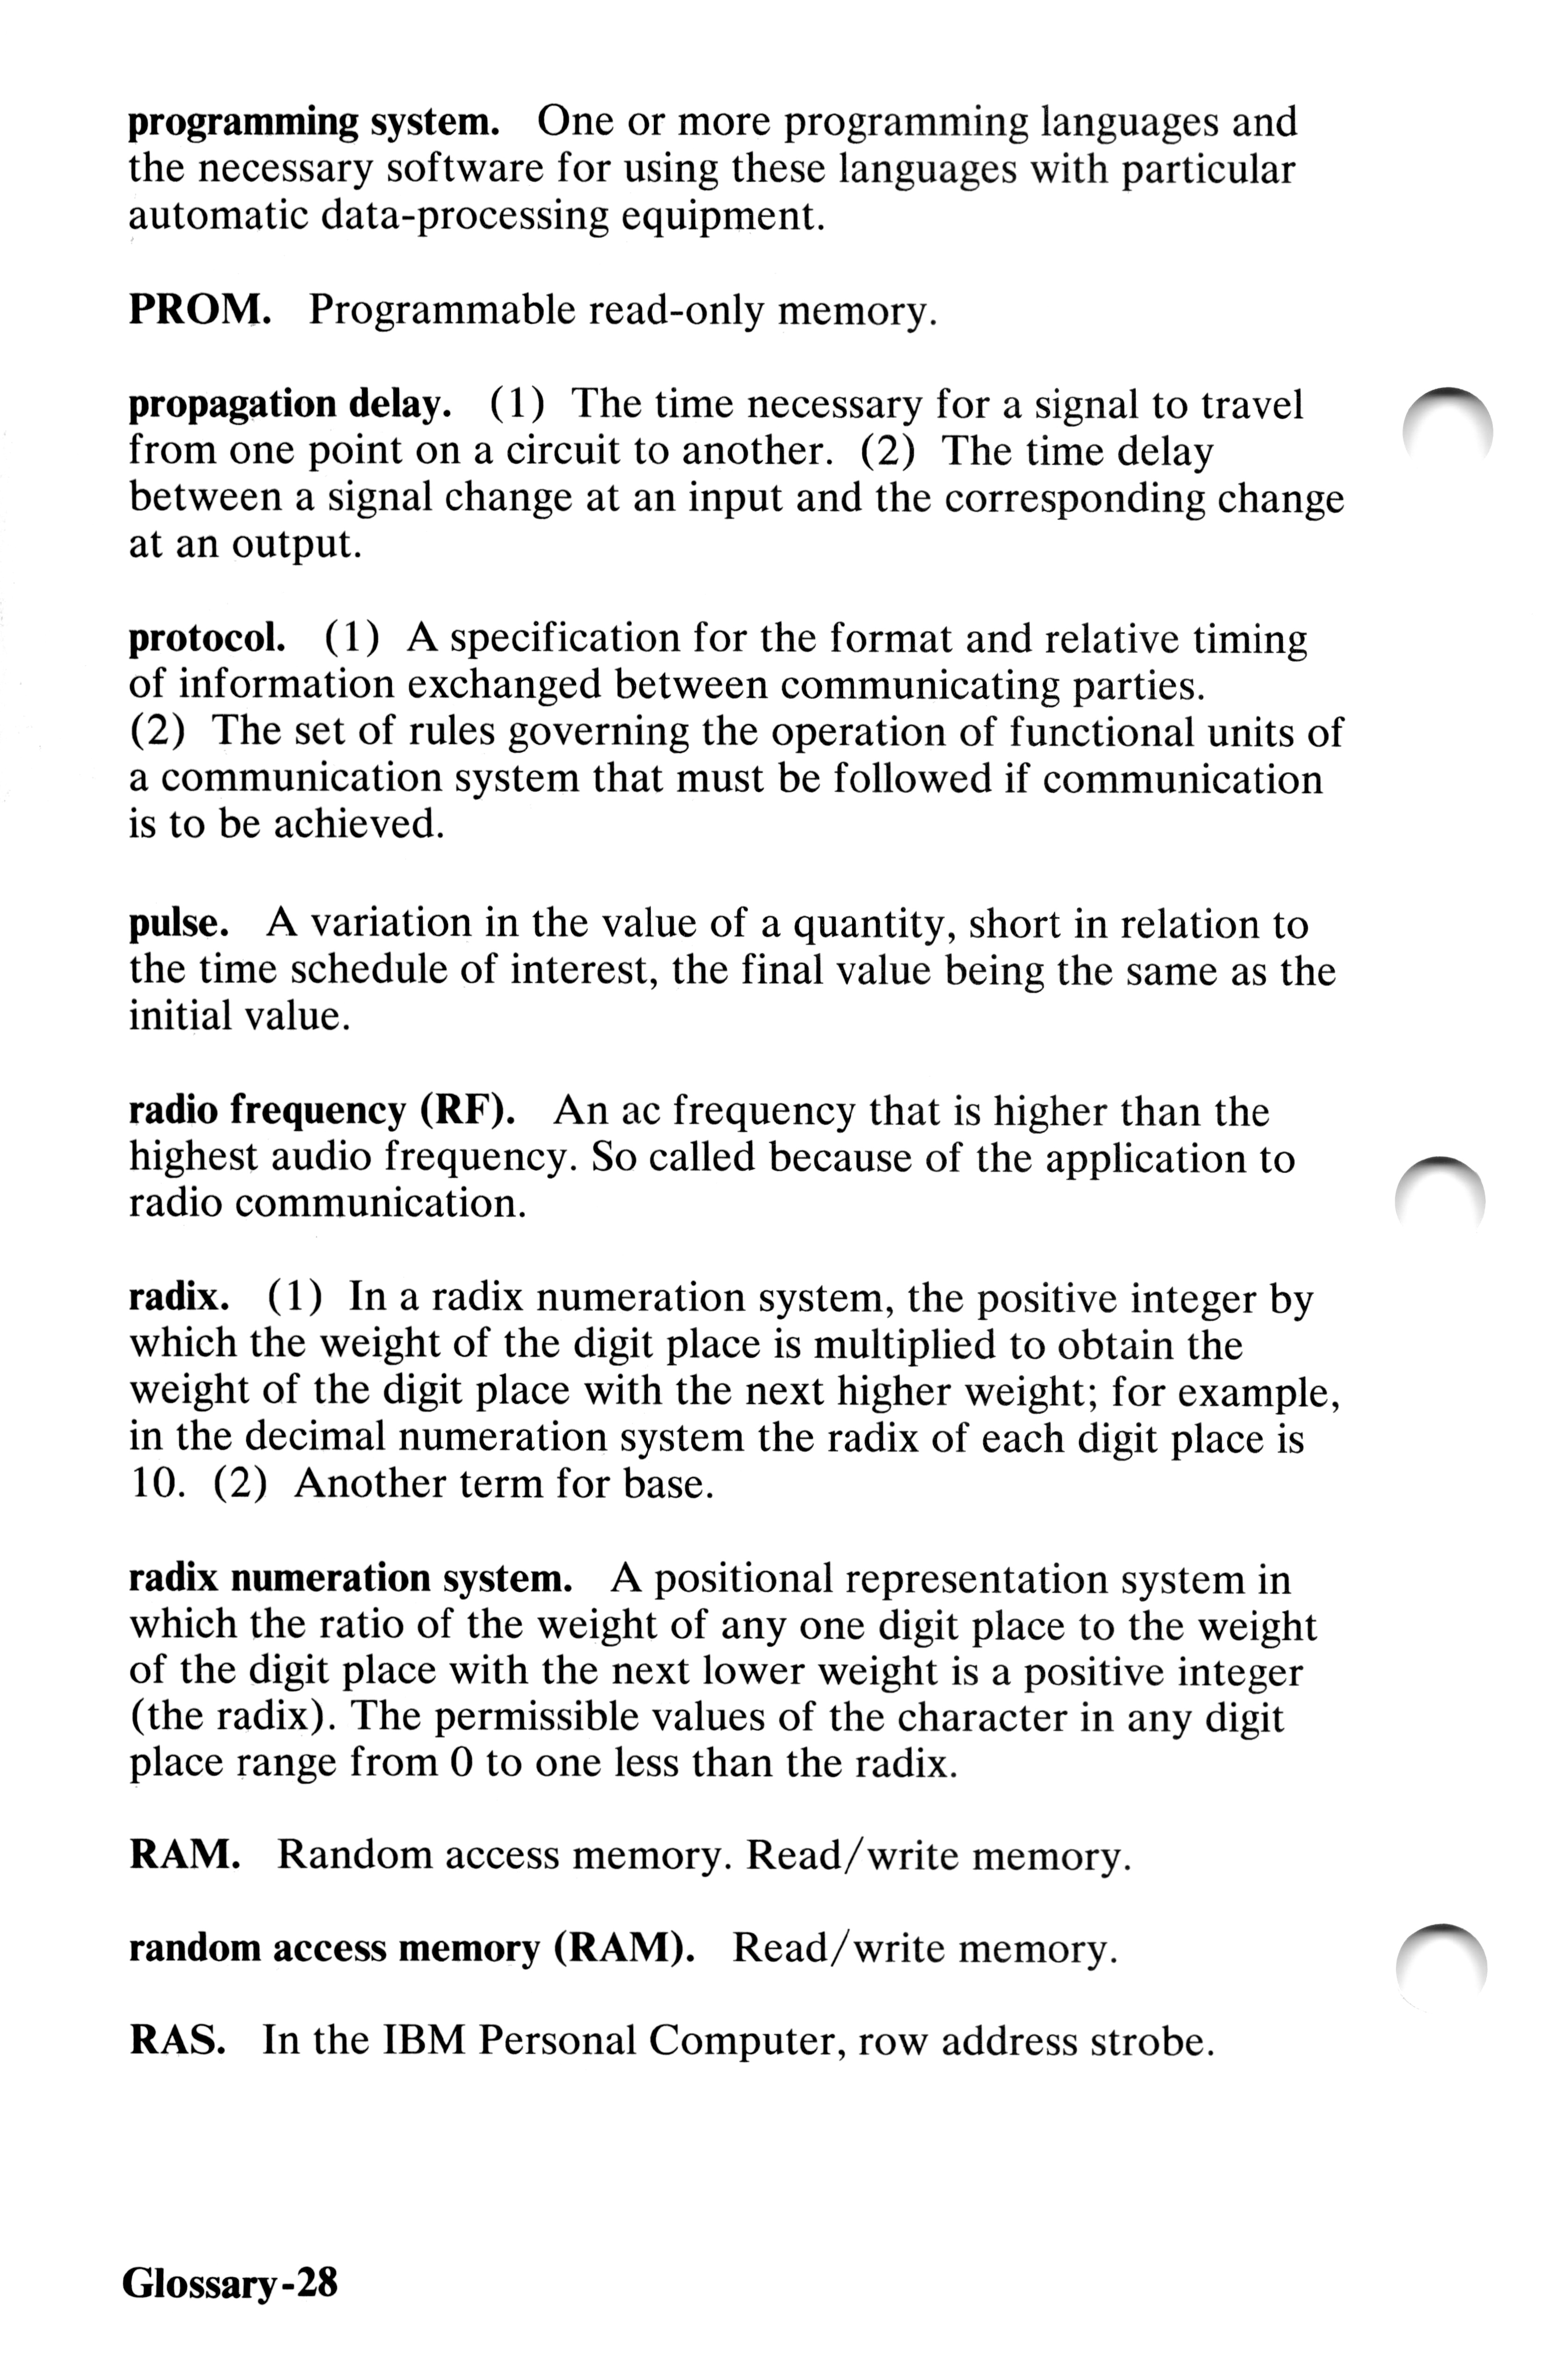 programming system. One or more programming languages and
the necessary software for using these languages with particular
automatic data-processing equipment.
PROM. Programmable read-only memory.
propagation delay. (1) The time necessary for a signal to travel
from one point on a circuit to another. (2) The time delay
between a signal change at an input and the corresponding change
at an output.
protocol. (1) A specification for the format and relative timing
of information exchanged between communicating parties.
(2) The set of rules governing the operation of functional units of
a communication system that must be followed if communication
is to be achieved.
pulse. A variation in the value of a quantity, short in relation to
the time schedule of interest, the final value being the same as the
initial value.
radio frequency (RF). An ac frequency that is higher than the
highest audio frequency. So called because of the application to
radio communication.
radix. (1) In a radix numeration system, the positive integer by
which the weight of the digit place is multiplied to obtain the
weight of the digit place with the next higher weight; for example,
in the decimal numeration system the radix of each digit place is
10. (2) Another term for base.
radix numeration system. A positional representation system in
which the ratio of the weight of any one digit place to the weight
of the digit place with the next lower weight is a positive integer
(the radix). The permissible values of the character in any digit
place range from 0 to one less than the radix.
RAM. Random access memory. Read/write memory.
random access memory (RAM). Read/write memory.
RAS. In the IBM Personal Computer, row address strobe.
Glossary-28